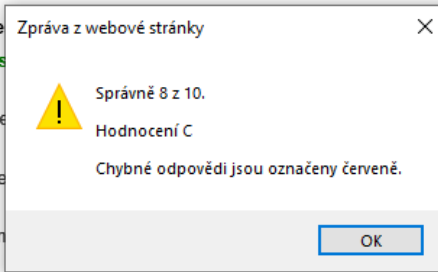 Zpráva z webové stránky
Správně 8 z 10.
Hodnocení C
Chybné odpovědi jsou označeny červeně.
OK